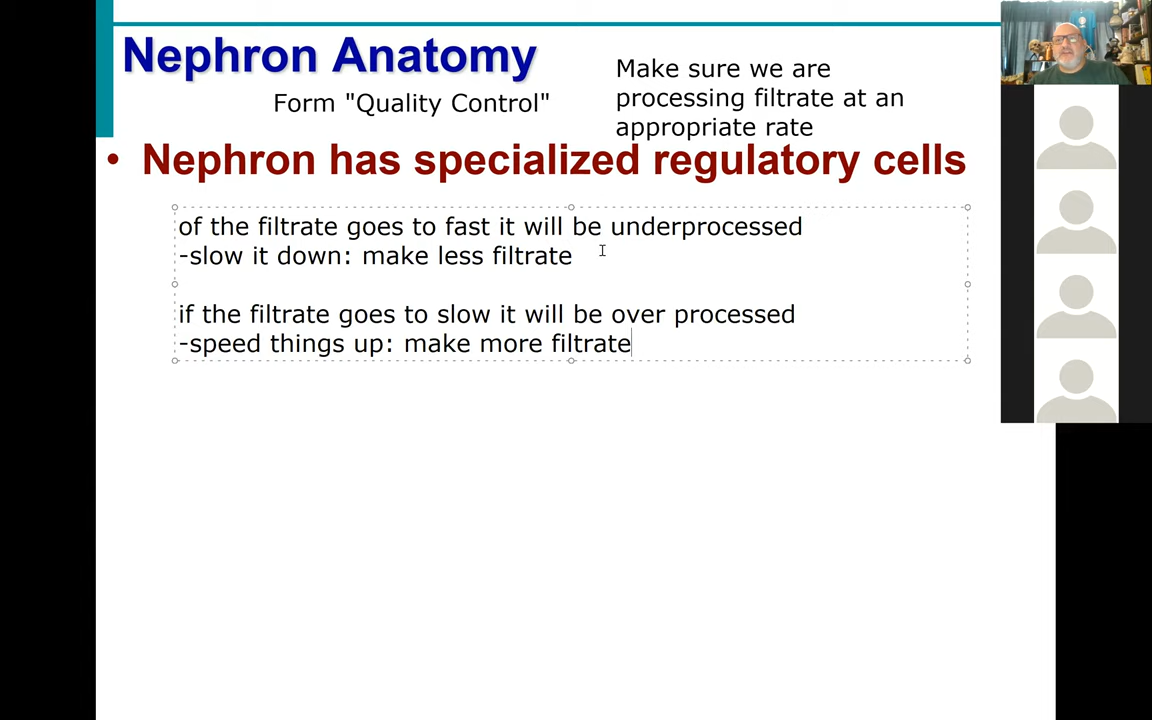 Nephron Anatomy
Form "Quality Control"
Make sure we are
processing filtrate at an
appropriate rate
• Nephron has specialized regulatory cells
of the filtrate goes to fast it will be underprocessed
-slow it down: make less filtrate
if the filtrate goes to slow it will be over processed
-speed things up: make more filtrate